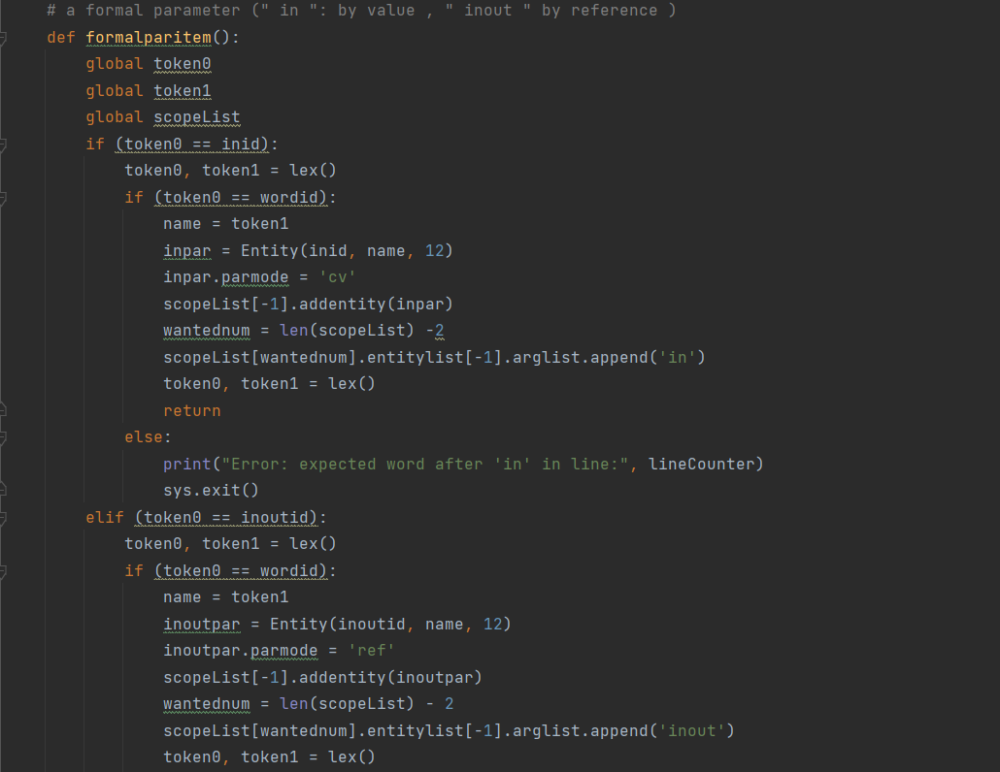 # a formal parameter (" in ": by value , " inout " by reference )
def formalparitem():
    global token0
    global token1
    global scopeList
    if (token0 == inid):
        token0, token1 = lex()
        if (token0 == wordid):
            name = token1
            inpar = Entity(inid, name, 12)
            inpar.parmode = 'cv'
            scopeList[-1].addentity(inpar)
            wantednum = len(scopeList) -2
            scopeList[wantednum].entitylist[-1].arglist.append('in')
            token0, token1 = lex()
            return
        else:
            print("Error: expected word after 'in' in line:", lineCounter)
            sys.exit()
    elif (token0 == inoutid):
        token0, token1 = lex()
        if (token0 == wordid):
            name = token1
            inoutpar = Entity(inoutid, name, 12)
            inoutpar.parmode = 'ref'
            scopeList[-1].addentity(inoutpar)
            wantednum = len(scopeList) - 2
            scopeList[wantednum].entitylist[-1].arglist.append('inout')
            token0, token1 = lex()